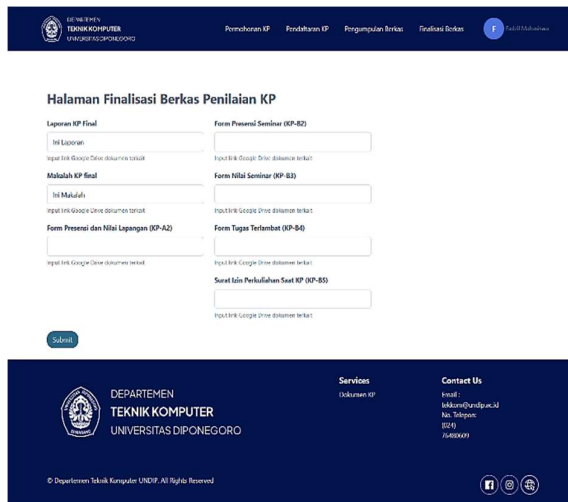 DEPARTEMEN
TEKNIK KOMPUTER
UNIVERSITAS DIPONEGORO
Permohonan KP
Pendaftaran KP
Pengumpulan Berkas
Finalisasi Berkas
F
Halaman Finalisasi Berkas Penilaian KP
Laporan KP Final
Ini Laporan
Input link Google Drive dokumen terkait
Makalah KP final
Ini Makalah
Input link Google Drive dokumen terkait
Form Presensi dan Nilai Lapangan (KP-A2)
Input link Google Drive dokumen terkait
Form Presensi Seminar (KP-B2)
Input link Google Drive dokumen terkait
Form Nilai Seminar (KP-B3)
Input link Google Drive dokumen terkait
Form Tugas Terlambat (KP-B4)
Input link Google Drive dokumen terkait
Surat Izin Perkuliahan Saat KP (KP-B5)
Input link Google Drive dokumen terkait
Submit
DEPARTEMEN
TEKNIK KOMPUTER
UNIVERSITAS DIPONEGORO
Services
Dokumen KP
Contact Us
Email :
tekkom@undip.ac.id
No. Telepon:
(024)
76480609
© Departemen Teknik Komputer UNDIP. All Rights Reserved